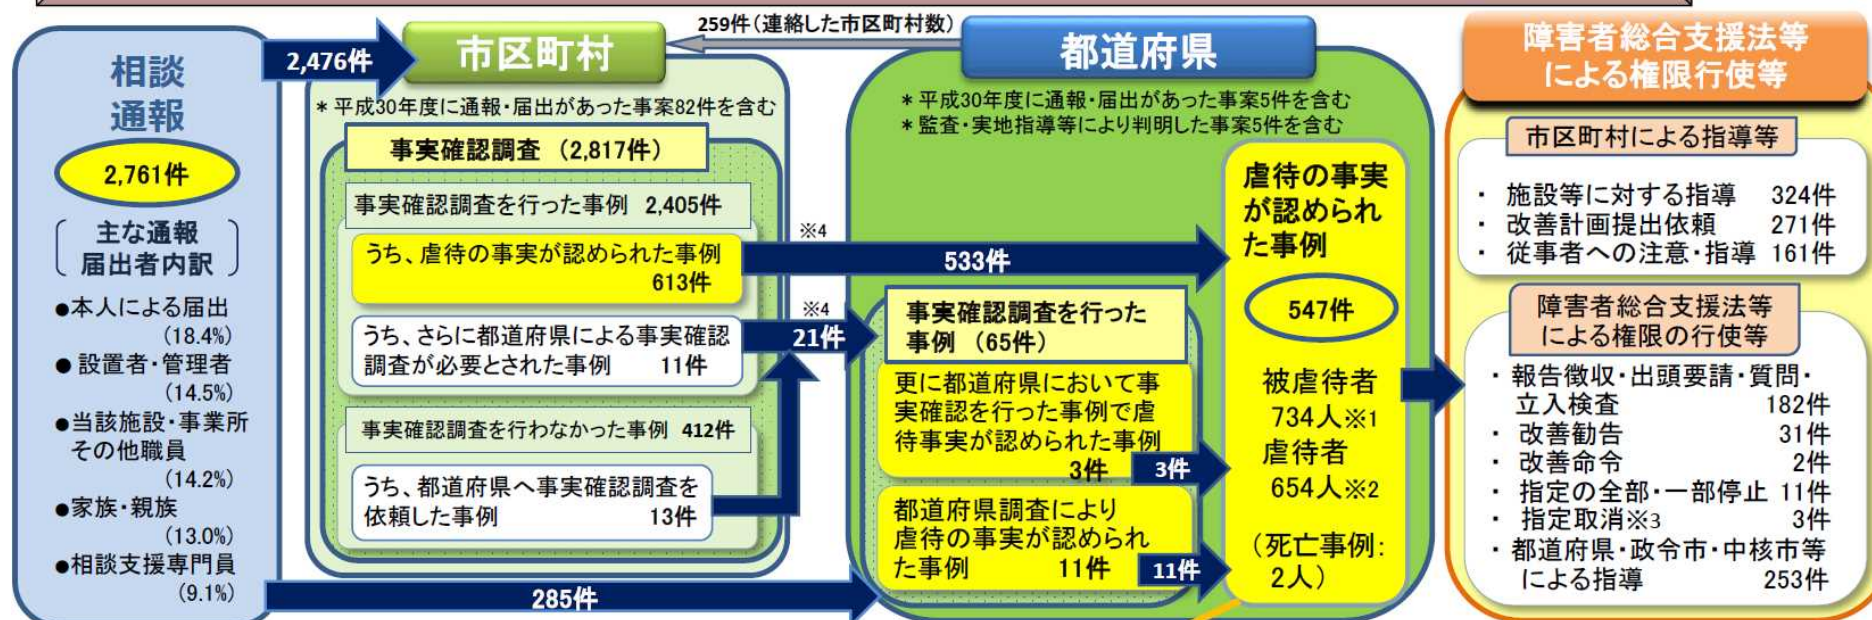 相談
通報
2,761件
主な通報
届出者内訳
●本人による届出
(18.4%)
● 設置者・管理者
(14.5%)
●当該施設・事業所
その他職員
(14.2%)
●家族・親族
(13.0%)
●相談支援専門員
(9.1%)
2,476件
285件
市区町村
259件(連絡した市区町村数)
＊平成30年度に通報・届出があった事案82件を含む
事実確認調査 (2,817件)
事実確認調査を行った事例 2,405件
うち、虐待の事実が認められた事例
613件
うち、さらに都道府県による事実確認
調査が必要とされた事例 11件
事実確認調査を行わなかった事例 412件
うち、都道府県へ事実確認調査を
依頼した事例 13件
※4
533件
※4
21件
都道府県
＊平成30年度に通報・届出があった事案5件を含む
＊監査・実地指導等により判明した事案5件を含む
事実確認調査を行った
事例 (65件)
更に都道府県において事
実確認を行った事例で虐
待事実が認められた事例
3件
3件
都道府県調査により
虐待の事実が認められ
た事例 11件
11件
虐待の事実
が認められ
た事例
547件
被虐待者
734人※1
虐待者
654人※2
(死亡事例:
2人)
障害者総合支援法等
による権限行使等
市区町村による指導等
・ 施設等に対する指導 324件
・ 改善計画提出依頼 271件
・ 従事者への注意・指導 161件
障害者総合支援法等
による権限の行使等
・報告徴収・出頭要請・質問・
立入検査 182件
・ 改善勧告 31件
・ 改善命令 2件
・ 指定の全部・一部停止 11件
・ 指定取消※3 3件
・都道府県・政令市・中核市等
による指導 253件